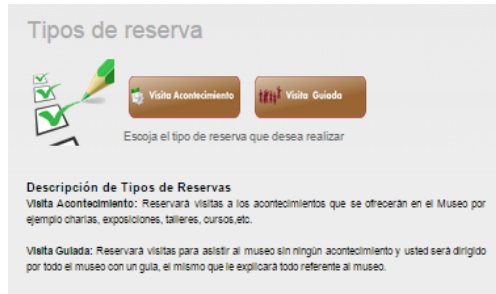 Tipos de reserva
Visita Acontecimiento
Visita Guiada
Escoja el tipo de reserva que desea realizar
Descripción de Tipos de Reservas
Visita Acontecimiento: Reservará visitas a los acontecimientos que se ofrecerán en el Museo por
ejemplo charlas, exposiciones, talleres, cursos,etc.
Visita Guiada: Reservará visitas para asistir al museo sin ningún acontecimiento y usted será dirigido
por todo el museo con un guía, el mismo que le explicará todo referente al museo.